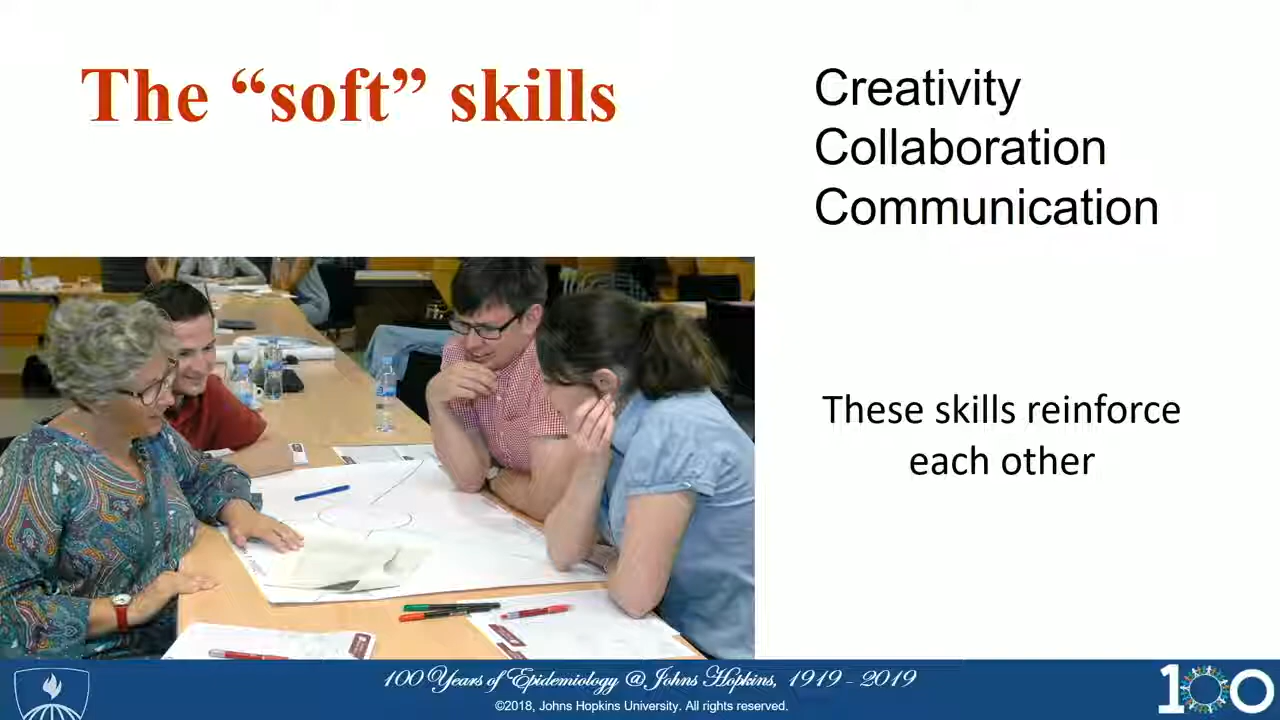 The “soft” skills
Creativity
Collaboration
Communication
These skills reinforce
each other
100 Years of Epidemiology @ Johns Hopkins, 1919 - 2019
©2018, Johns Hopkins University. All rights reserved.
100